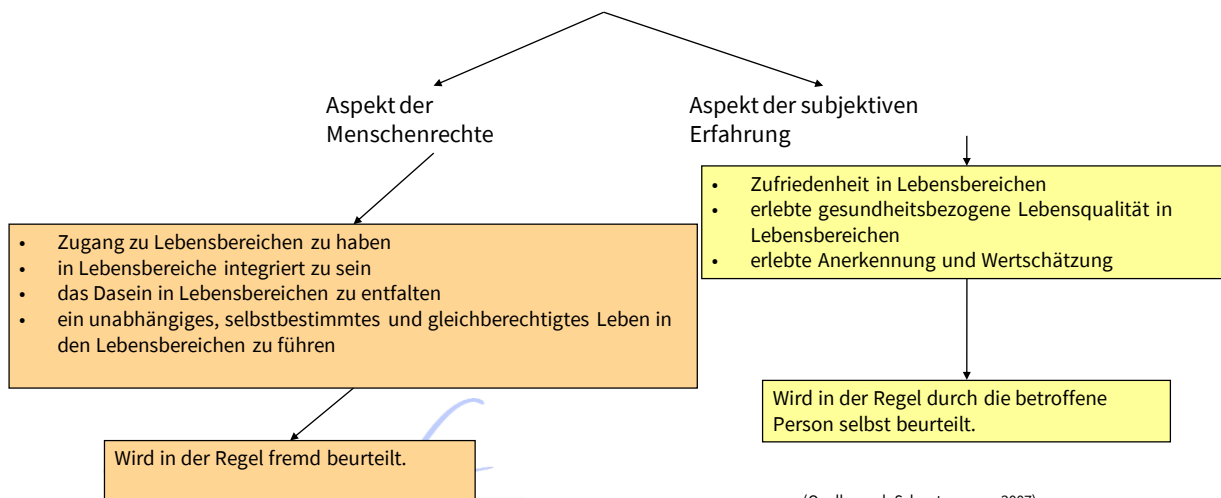 Aspekt der
Menschenrechte
Aspekt der subjektiven
Erfahrung
• Zugang zu Lebensbereichen zu haben
• in Lebensbereiche integriert zu sein
• das Dasein in Lebensbereichen zu entfalten
• ein unabhängiges, selbstbestimmtes und gleichberechtigtes Leben in
den Lebensbereichen zu führen
Wird in der Regel fremd beurteilt.
• Zufriedenheit in Lebensbereichen
• erlebte gesundheitsbezogene Lebensqualität in
Lebensbereichen
• erlebte Anerkennung und Wertschätzung
Wird in der Regel durch die betroffene
Person selbst beurteilt.